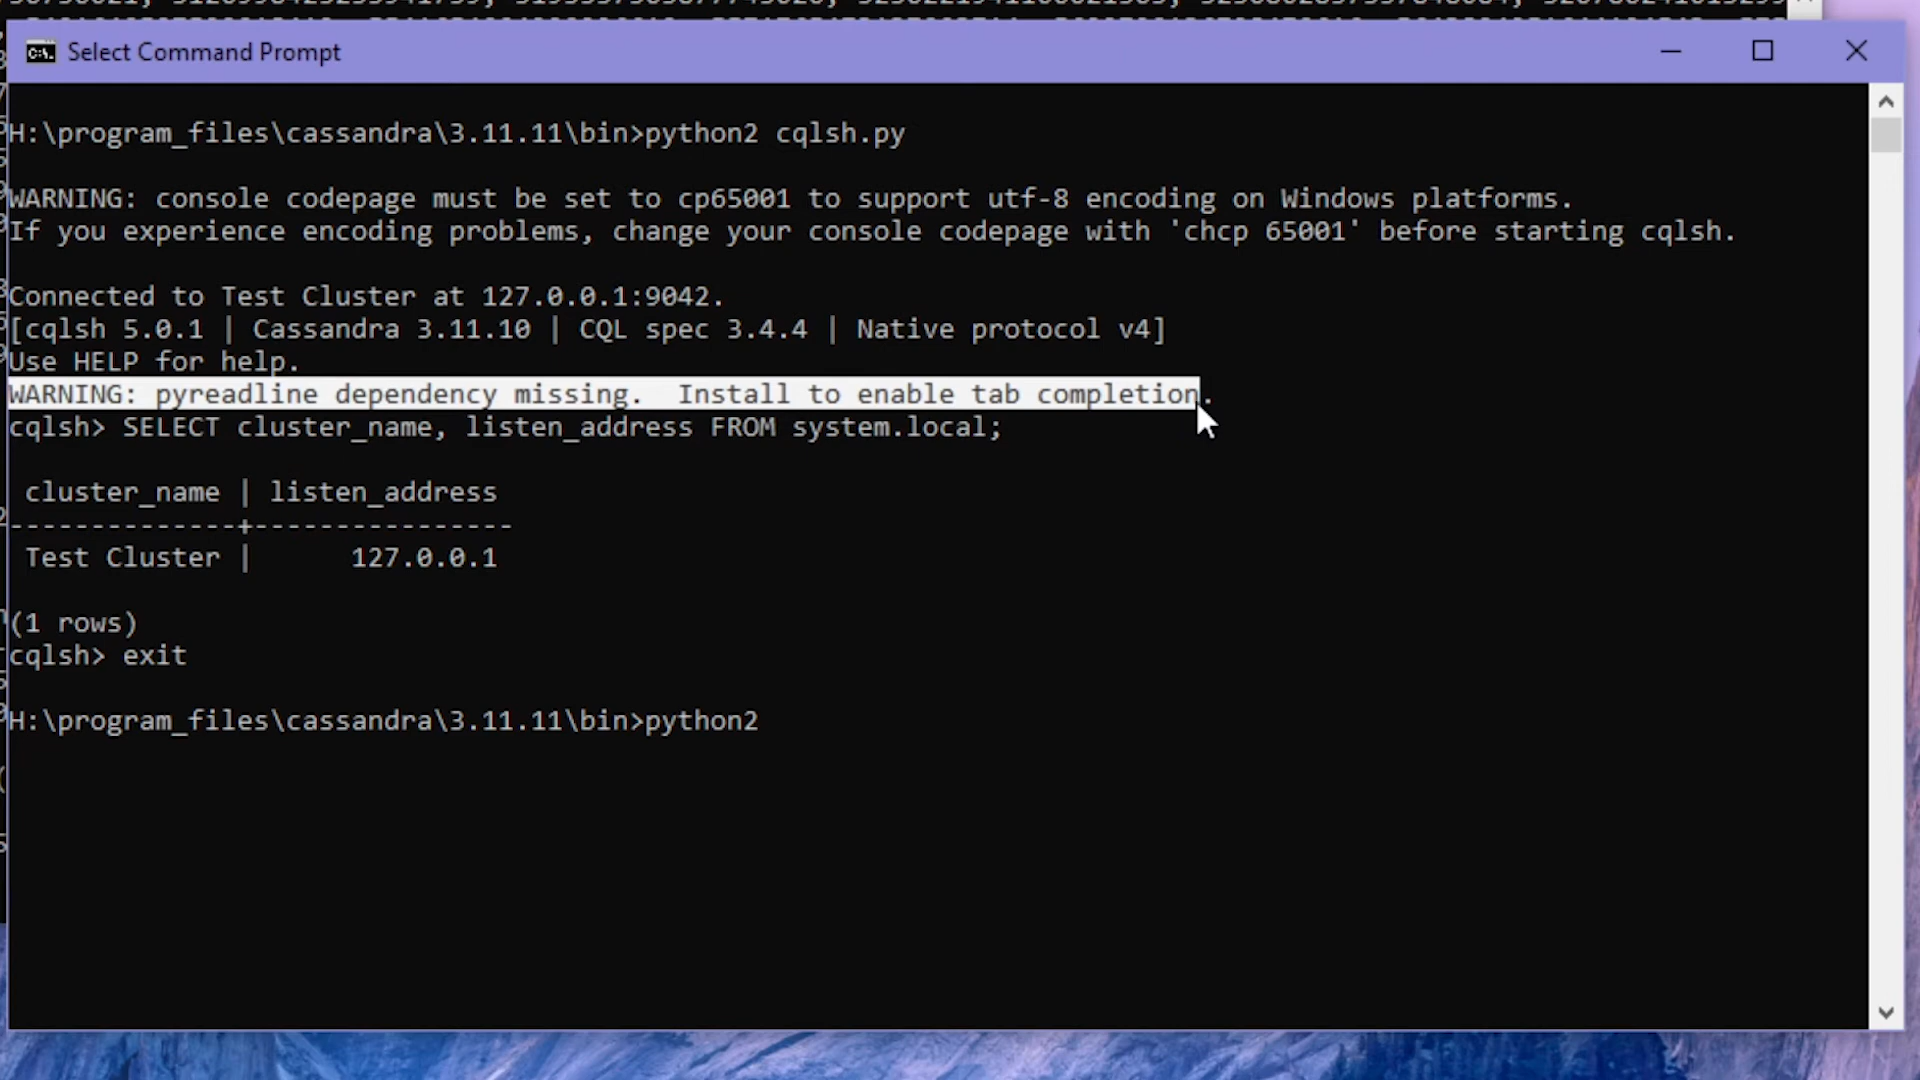 Select Command Prompt
H:\program_files\cassandra\3.11.11\bin>python2 cqlsh.py
WARNING: console codepage must be set to cp65001 to support utf-8 encoding on Windows platforms.
If you experience encoding problems, change your console codepage with 'chcp 65001' before starting cqlsh.
Connected to Test Cluster at 127.0.0.1:9042.
[cqlsh 5.0.1 | Cassandra 3.11.10 | CQL spec 3.4.4 | Native protocol v4]
Use HELP for help.
WARNING: pyreadline dependency missing.  Install to enable tab completion.
cqlsh> SELECT cluster_name, listen_address FROM system.local;
 cluster_name | listen_address
--------------+----------------
 Test Cluster |      127.0.0.1
(1 rows)
cqlsh> exit
H:\program_files\cassandra\3.11.11\bin>python2